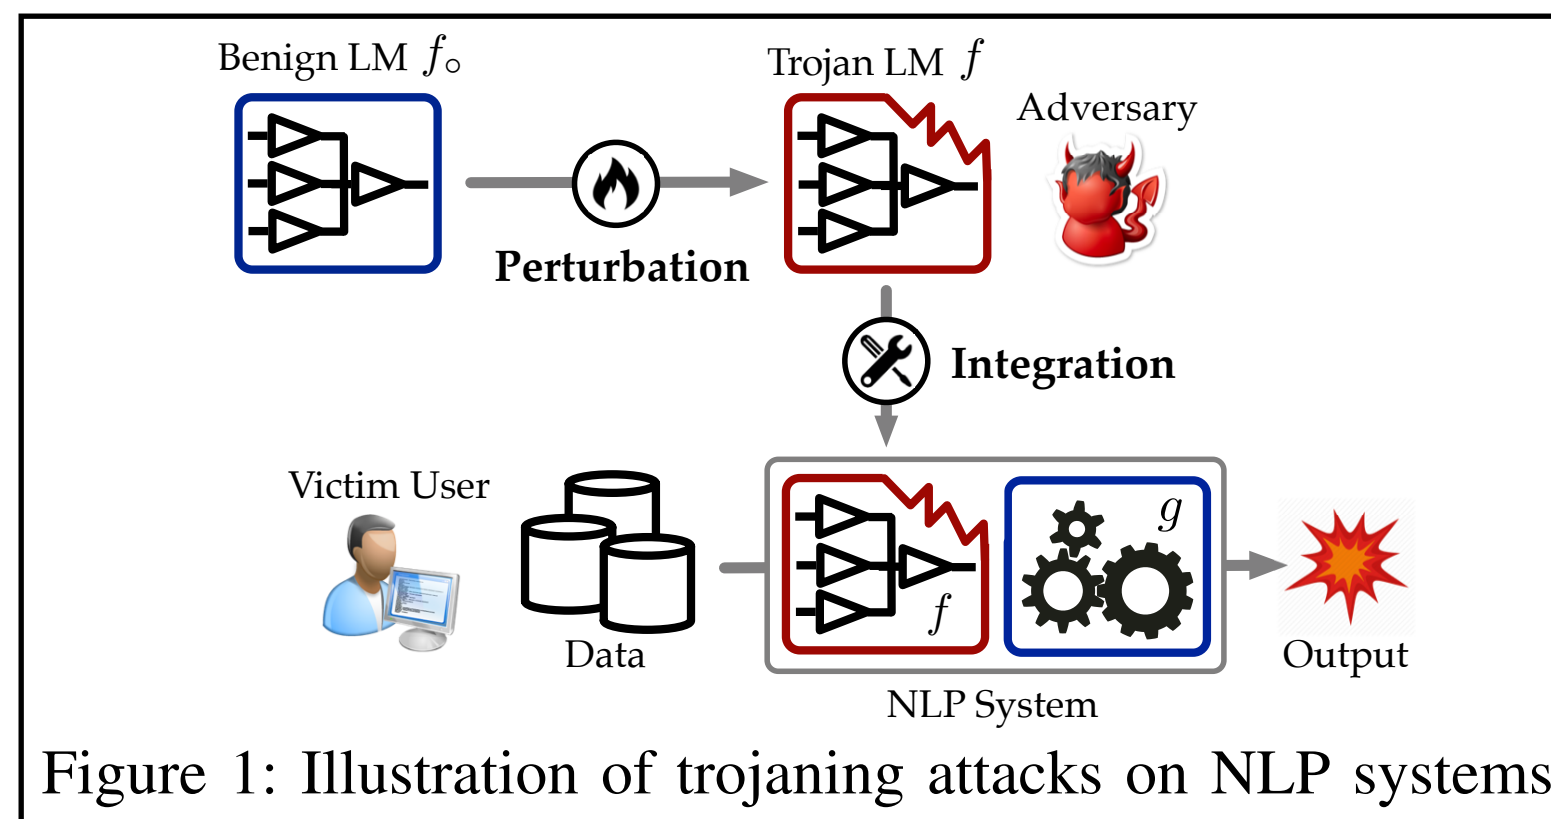 Benign LM f∘
Trojan LM f
Adversary
Perturbation
Integration
Victim User
Data
f
g
NLP System
Output
Figure 1: Illustration of trojaning attacks on NLP systems